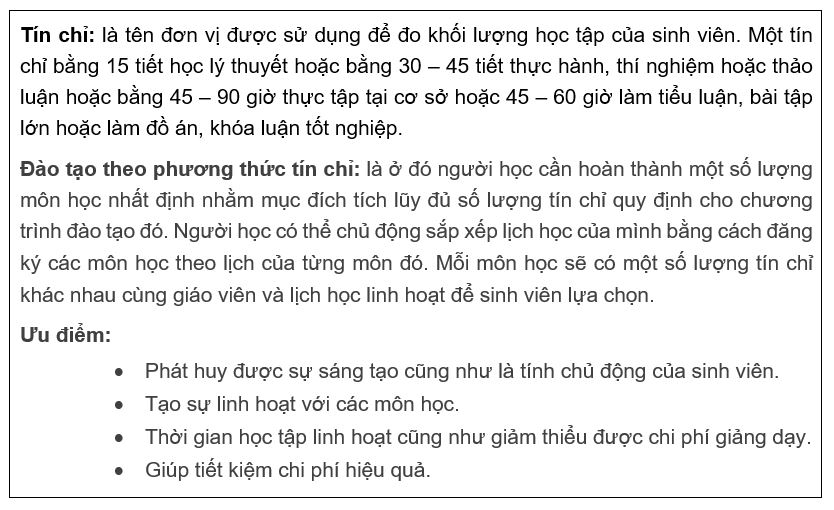 Tín chỉ: là tên đơn vị được sử dụng để đo khối lượng học tập của sinh viên. Một tín
chỉ bằng 15 tiết học lý thuyết hoặc bằng 30 – 45 tiết thực hành, thí nghiệm hoặc thảo
luận hoặc bằng 45 – 90 giờ thực tập tại cơ sở hoặc 45 – 60 giờ làm tiểu luận, bài tập
lớn hoặc làm đồ án, khóa luận tốt nghiệp.
Đào tạo theo phương thức tín chỉ: là ở đó người học cần hoàn thành một số lượng
môn học nhất định nhằm mục đích tích lũy đủ số lượng tín chỉ quy định cho chương
trình đào tạo đó. Người học có thể chủ động sắp xếp lịch học của mình bằng cách đăng
ký các môn học theo lịch của từng môn đó. Mỗi môn học sẽ có một số lượng tín chỉ
khác nhau cùng giáo viên và lịch học linh hoạt để sinh viên lựa chọn.
Ưu điểm:
• Phát huy được sự sáng tạo cũng như là tính chủ động của sinh viên.
• Tạo sự linh hoạt với các môn học.
• Thời gian học tập linh hoạt cũng như giảm thiểu được chi phí giảng dạy.
• Giúp tiết kiệm chi phí hiệu quả.